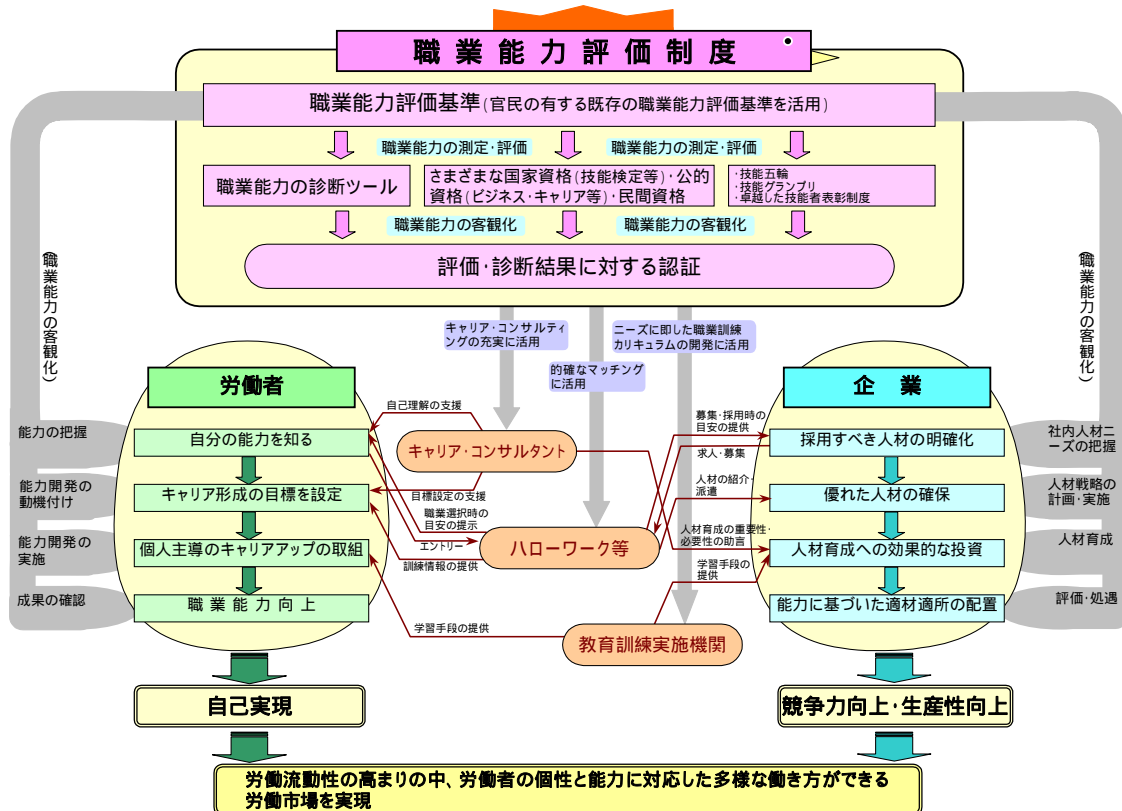 職業能力評価制度
職業能力評価基準(官民の有する既存の職業能力評価基準を活用)
職業能力の測定・評価
職業能力の測定・評価
職業能力の診断ツール
さまざまな国家資格(技能検定等)・公的
資格(ビジネス・キャリア等)・民間資格
・技能五輪
・技能グランプリ
・卓越した技能者表彰制度
職業能力の客観化
職業能力の客観化
評価・診断結果に対する認証
(職業能力の客観化)
(職業能力の客観化)
キャリア・コンサルティ
ングの充実に活用
的確なマッチング
に活用
ニーズに即した職業訓練
カリキュラムの開発に活用
労働者
自分の能力を知る
キャリア形成の目標を設定
個人主導のキャリアアップの取組
職業能力向上
能力の把握
能力開発の
動機付け
能力開発の
実施
成果の確認
自己理解の支援
キャリア・コンサルタント
目標設定の支援
職業選択時の
目安の提示
エントリー
訓練情報の提供
ハローワーク等
学習手段の提供
教育訓練実施機関
募集・採用時の
目安の提供
求人・募集
人材の紹介・
派遣
人材育成の重要性・
必要性の助言
学習手段の
提供
企業
採用すべき人材の明確化
優れた人材の確保
人材育成への効果的な投資
能力に基づいた適材適所の配置
社内人材ニ
ーズの把握
人材戦略の
計画・実施
人材育成
評価・処遇
自己実現
競争力向上・生産性向上
労働流動性の高まりの中、労働者の個性と能力に対応した多様な働き方ができる
労働市場を実現